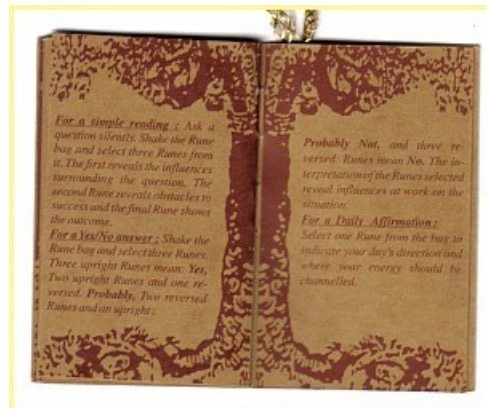 For a simple reading : Ask a
question silently. Shake the Rune
bag and select three Runes from
it. The first reveals the influences
surrounding the question. The
second Rune reveals obstacles to
success and the final Rune shows
the outcome.
For a Yes/No answer : Shake the
Rune bag and select three Runes.
Three upright Runes mean: Yes,
Two upright Runes and one re-
versed. Probably, Two reversed
Runes and an upright :
Probably Not, and three re-
versed: Runes mean No. The in-
terpretation of the Runes selected
reveal influences at work on the
situation.
For a Daily Affirmation :
Select one Rune from the bag to
indicate your day's direction and
where your energy should be
channelled.